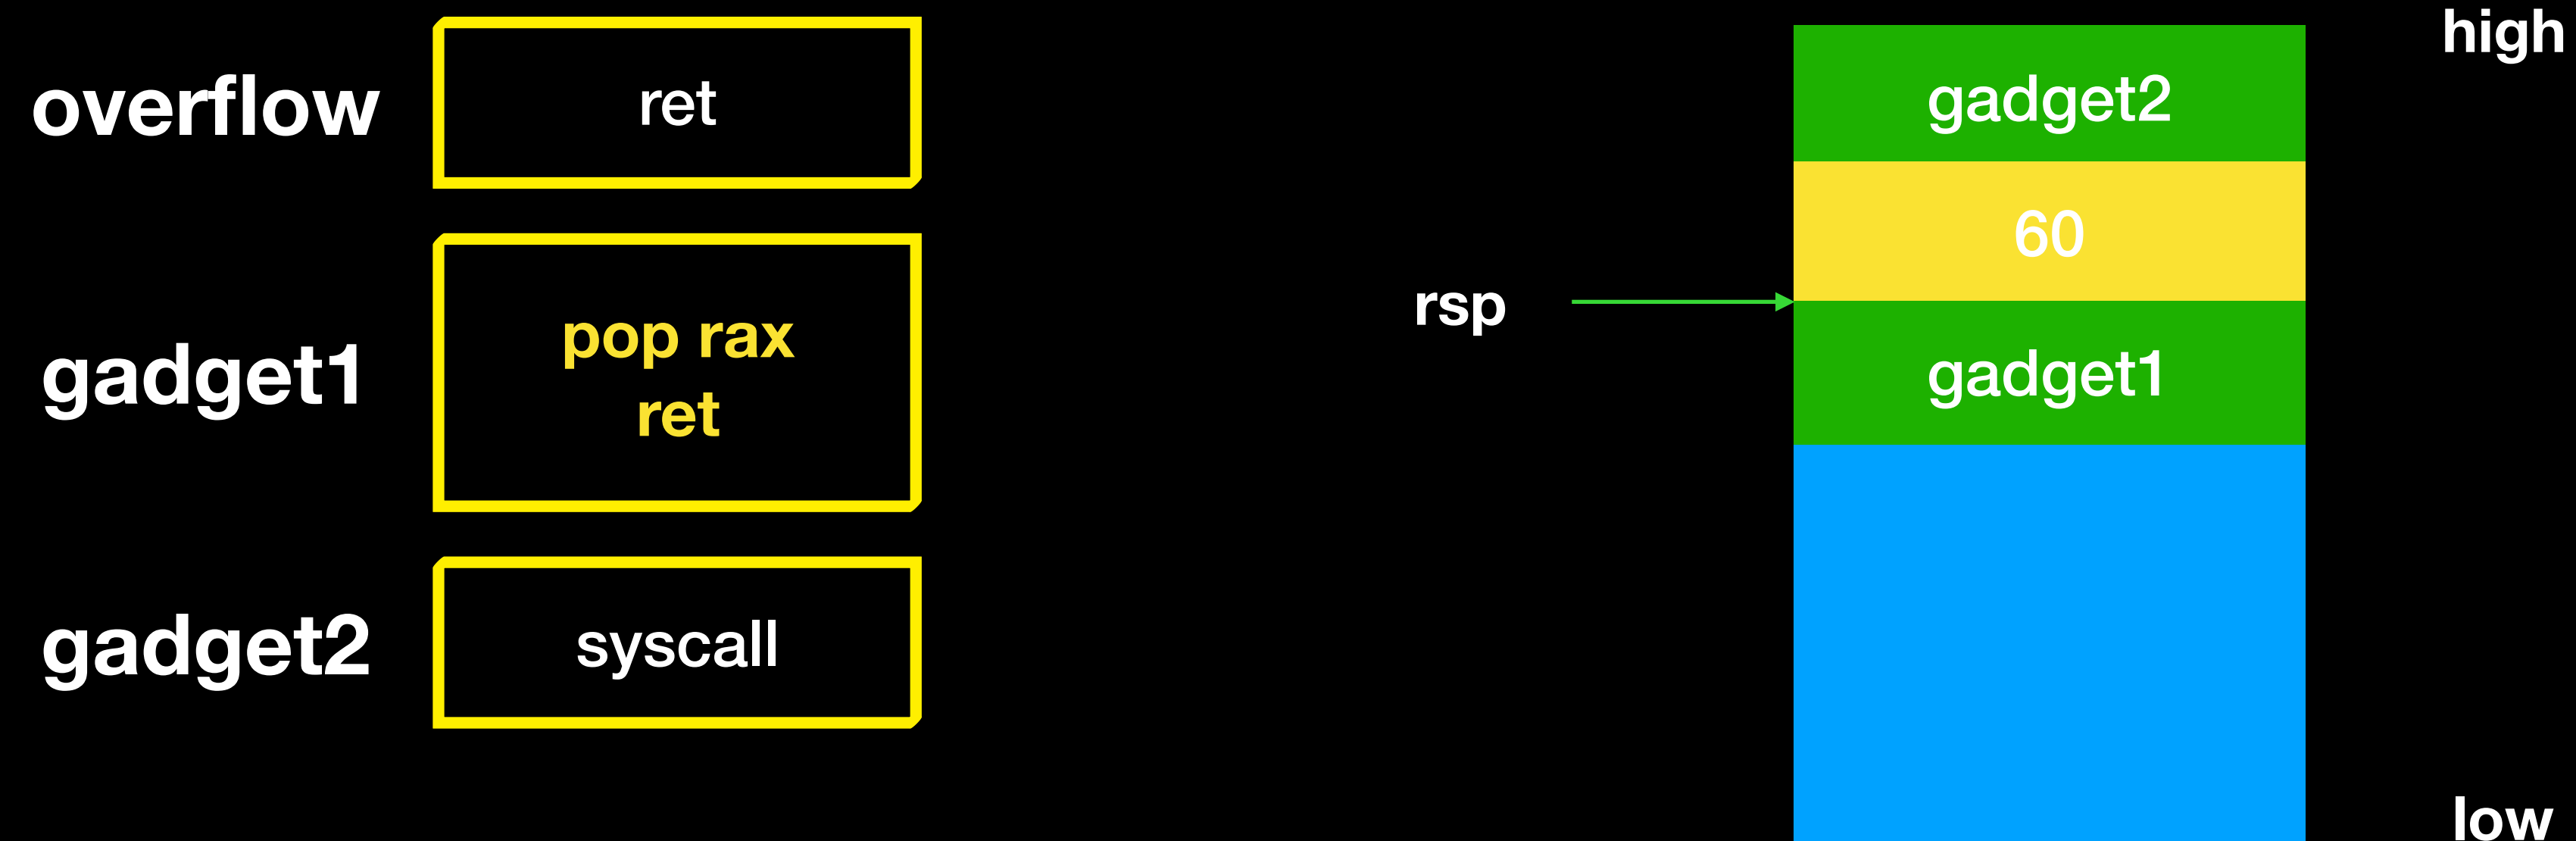 overflow
ret
gadget1
pop rax
ret
gadget2
syscall
rsp
gadget2
60
gadget1
high
low